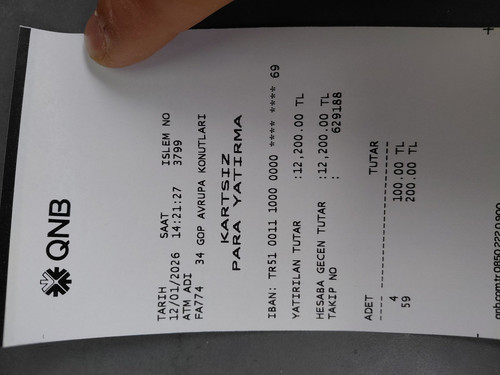 QNB
TARİH SAAT ISLEM NO
12/01/2026 14:21:27 3799
ATM ADI
FA774 34 GOP AVRUPA KONUTLARI
KARTSIZ
PARA YATIRMA
IBAN: TR51 0011 1000 0000 **** **** 69
YATIRILAN TUTAR :12,200.00 TL
HESABA GECEN TUTAR :12,200.00 TL
TAKIP NO : 629188
ADET TUTAR
4 100.00 TL
59 200.00 TL